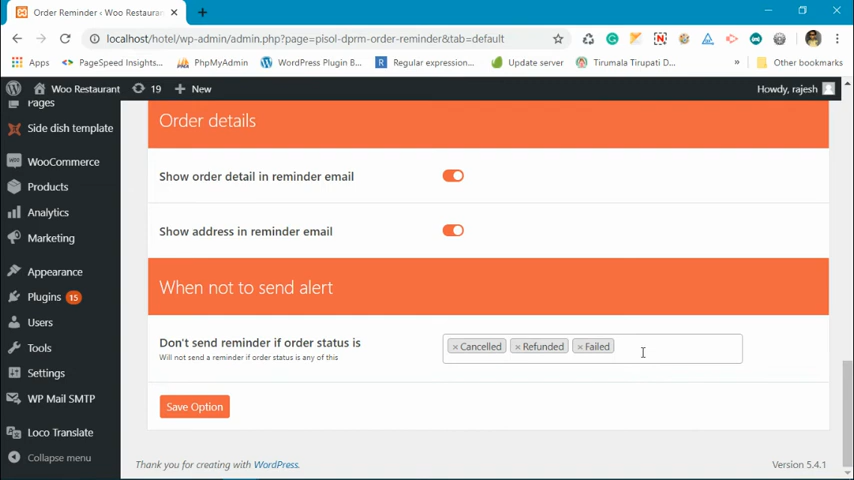 Order Reminder ‹ Woo Restauran
localhost/hotel/wp-admin/admin.php?page=pisol-dprm-order-reminder&tab=default
Apps
PageSpeed Insights...
PhpMyAdmin
WordPress Plugin B...
Regular expression...
Update server
Tirumala Tirupati D...
»
Other bookmarks
Woo Restaurant
19
New
Howdy, rajesh
Pages
Side dish template
WooCommerce
Products
Analytics
Marketing
Appearance
Plugins 15
Users
Tools
Settings
WP Mail SMTP
Loco Translate
Collapse menu
Order details
Show order detail in reminder email
Show address in reminder email
When not to send alert
Don't send reminder if order status is
× Cancelled × Refunded × Failed
Will not send a reminder if order status is any of this
Save Option
Thank you for creating with WordPress.
Version 5.4.1